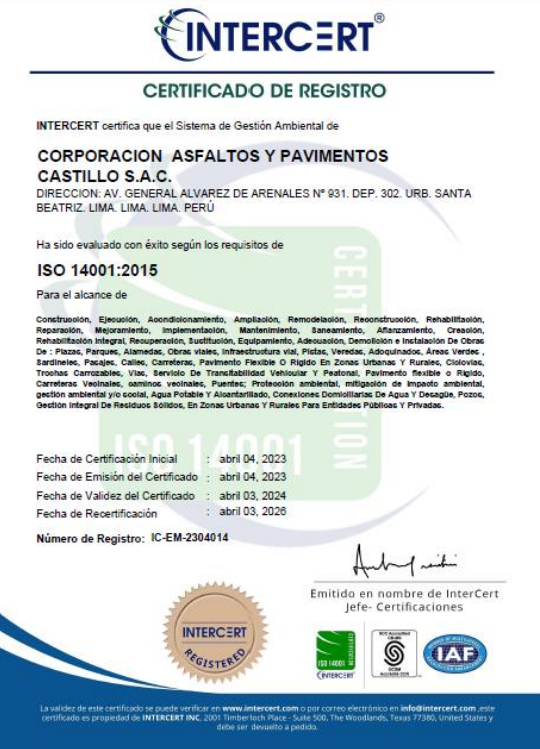 INTERCERT®
CERTIFICADO DE REGISTRO
INTERCERT certifica que el Sistema de Gestión Ambiental de
CORPORACION ASFALTOS Y PAVIMENTOS
CASTILLO S.A.C.
DIRECCION: AV. GENERAL ALVAREZ DE ARENALES N° 931. DEP. 302. URB. SANTA
BEATRIZ. LIMA. LIMA. LIMA. PERÚ
Ha sido evaluado con éxito según los requisitos de
ISO 14001:2015
Para el alcance de
Construcción, Ejecución, Acondicionamiento, Ampliación, Remodelación, Reconstrucción, Rehabilitación,
Reparación, Mejoramiento, Implementación, Mantenimiento, Saneamiento, Afianzamiento, Creación,
Rehabilitación Integral, Recuperación, Sustitución, Equipamiento, Adecuación, Demolición e Instalación De Obras
De : Plazas, Parques, Alamedas, Obras viales, Infraestructura vial, Pistas, Veredas, Adoquinados, Áreas Verdes ,
Sardineles, Pasajes, Calles, Carreteras, Pavimento Flexible O Rigido En Zonas Urbanas Y Rurales, Ciclovias,
Trochas Carrozables, Vias, Servicio De Transitabilidad Vehicular Y Peatonal, Pavimento flexible o Rigido,
Carreteras Vecinales, caminos vecinales, Puentes; Protección ambiental, mitigación de impacto ambiental,
gestión ambiental y/o social, Agua Potable Y Alcantarillado, Conexiones Domiciliarias De Agua Y Desagüe, Pozos,
Gestión Integral De Residuos Sólidos, En Zonas Urbanas Y Rurales Para Entidades Públicas Y Privadas.
CERTIFICATION
ISO 14001
Fecha de Certificación Inicial : abril 04, 2023
Fecha de Emisión del Certificado : abril 04, 2023
Fecha de Validez del Certificado : abril 03, 2024
Fecha de Recertificación : abril 03, 2026
Número de Registro: IC-EM-2304014
Emitido en nombre de InterCert
Jefe- Certificaciones
INTERCERT
REGISTERED
ISO 14001
INTERCERT
IAF
La validez de este certificado se puede verificar en www.intercert.com o por correo electrónico en info@intercert.com ,este
certificado es propiedad de INTERCERT INC, 2001 Timberloch Place - Suite 500, The Woodlands, Texas 77380, United States y
debe ser devuelto a pedido.